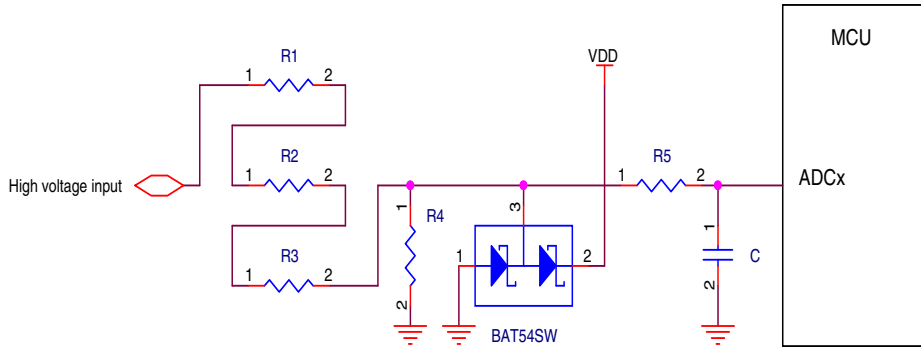 MCU
R1
1 2
VDD
R2
1 2
R5
1 2
ADCx
High voltage input
R3
1 2
1
R4
2
3
1 2
BAT54SW
1
C
2